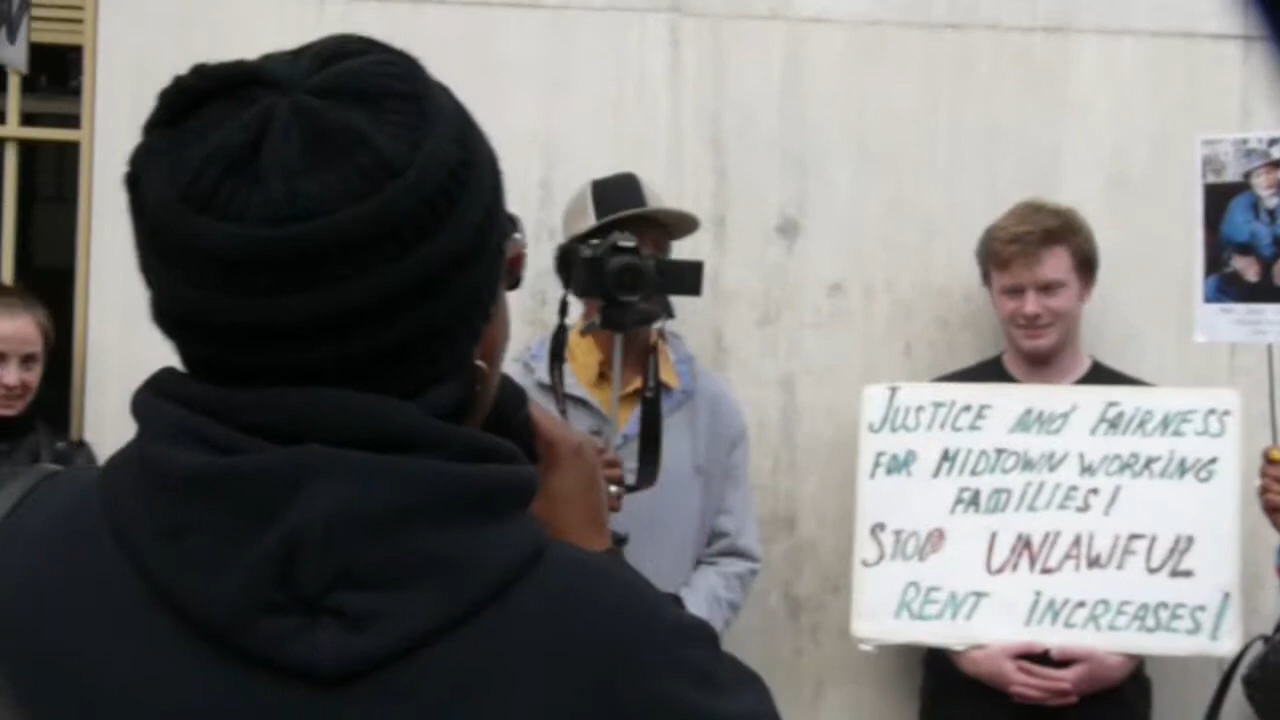 JUSTICE AND FAIRNESS
FOR MIDTOWN WORKING
FAMILIES!
STOP UNLAWFUL
RENT INCREASES!